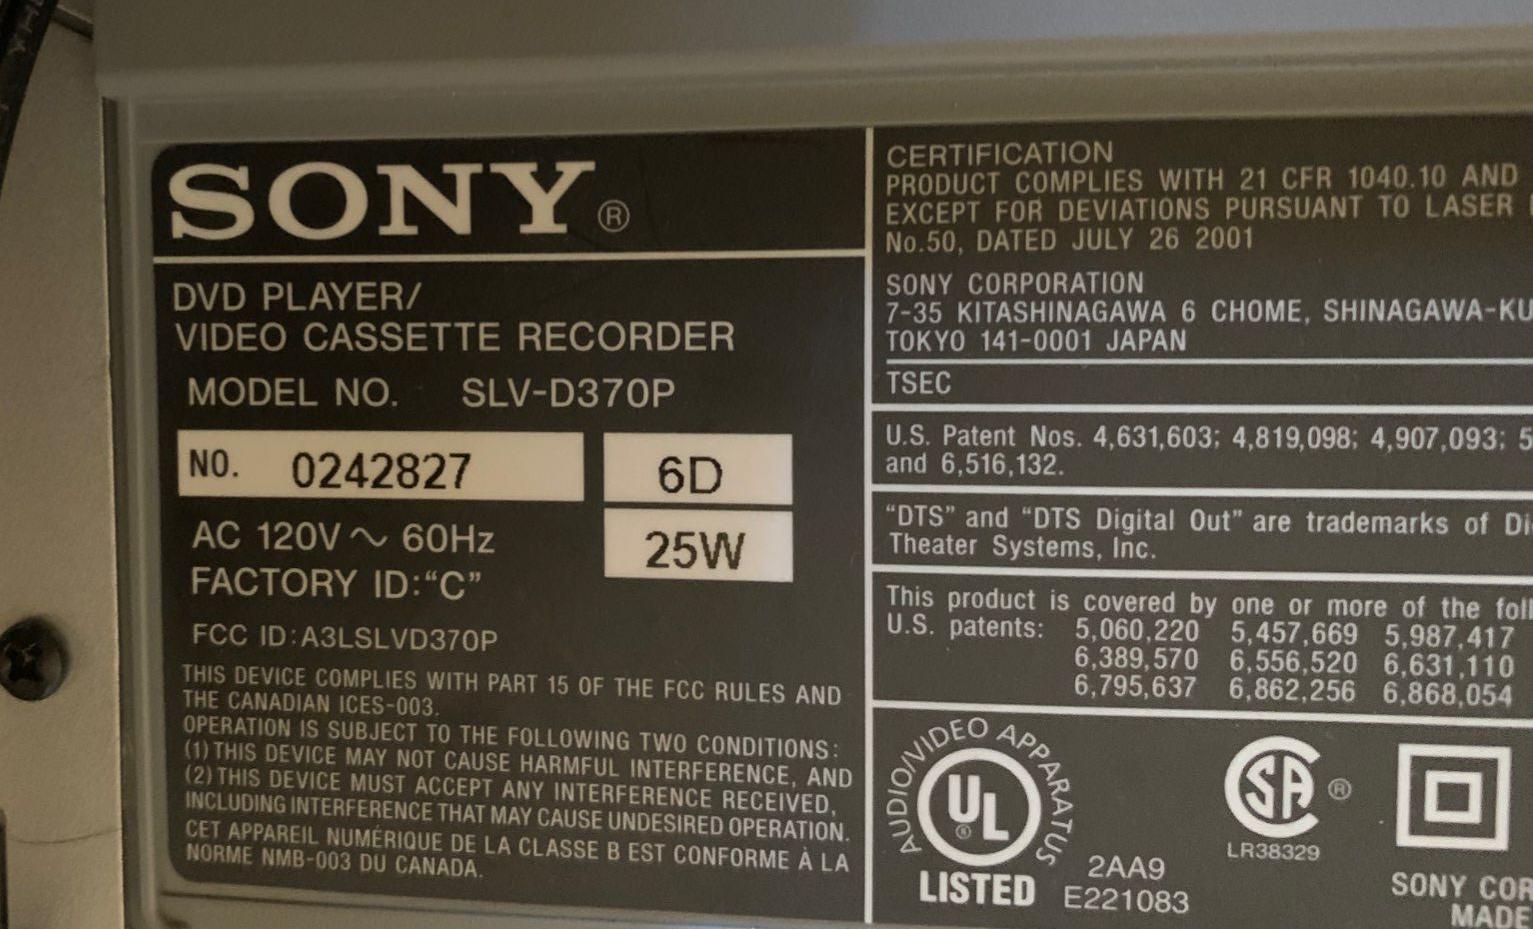 SONY®
DVD PLAYER/
VIDEO CASSETTE RECORDER
MODEL NO. SLV-D370P
NO. 0242827
6D
AC 120V ~ 60Hz
25W
FACTORY ID:“C”
FCC ID:A3LSLVD370P
THIS DEVICE COMPLIES WITH PART 15 OF THE FCC RULES AND
THE CANADIAN ICES-003.
OPERATION IS SUBJECT TO THE FOLLOWING TWO CONDITIONS:
(1) THIS DEVICE MAY NOT CAUSE HARMFUL INTERFERENCE, AND
(2) THIS DEVICE MUST ACCEPT ANY INTERFERENCE RECEIVED,
INCLUDING INTERFERENCE THAT MAY CAUSE UNDESIRED OPERATION.
CET APPAREIL NUMÉRIQUE DE LA CLASSE B EST CONFORME À LA
NORME NMB-003 DU CANADA.
CERTIFICATION
PRODUCT COMPLIES WITH 21 CFR 1040.10 AND
EXCEPT FOR DEVIATIONS PURSUANT TO LASER
No.50, DATED JULY 26 2001
SONY CORPORATION
7-35 KITASHINAGAWA 6 CHOME, SHINAGAWA-KU
TOKYO 141-0001 JAPAN
TSEC
U.S. Patent Nos. 4,631,603; 4,819,098; 4,907,093; 5
and 6,516,132.
“DTS” and “DTS Digital Out” are trademarks of Di
Theater Systems, Inc.
This product is covered by one or more of the foll
U.S. patents: 5,060,220 5,457,669 5,987,417
6,389,570 6,556,520 6,631,110
6,795,637 6,862,256 6,868,054
AUDIO/VIDEO APPARATUS
UL®
LISTED
2AA9
E221083
SA®
LR38329
SONY COR
MADE